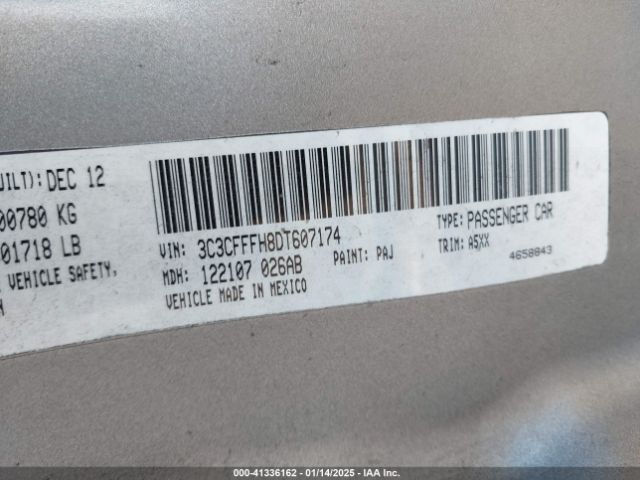 UILT): DEC 12
00780 KG
01718 LB
VEHICLE SAFETY,
VIN: 3C3CFFFH8DT607174
TYPE: PASSENGER CAR
MDH: 122107 026AB
PAINT: PAJ
TRIM: A5XX
VEHICLE MADE IN MEXICO
4658843
000-41336162 - 01/14/2025 - IAA Inc.